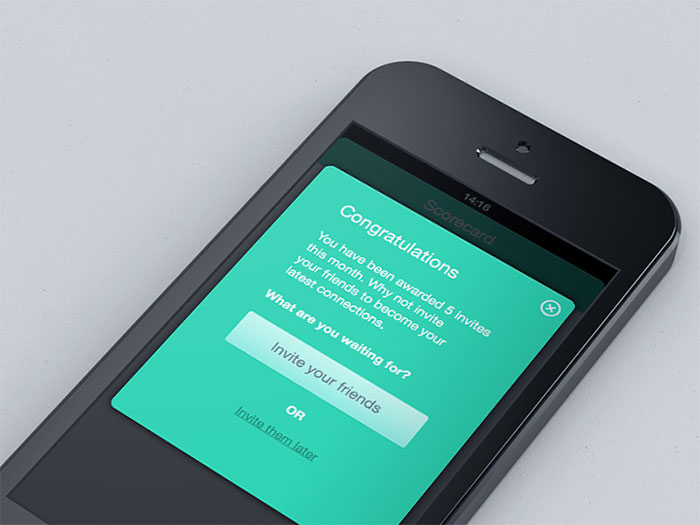 14:16
Scorecard
Congratulations
You have been awarded 5 invites
this month. Why not invite
your friends to become your
latest connections.
What are you waiting for?
Invite your friends
OR
Invite them later